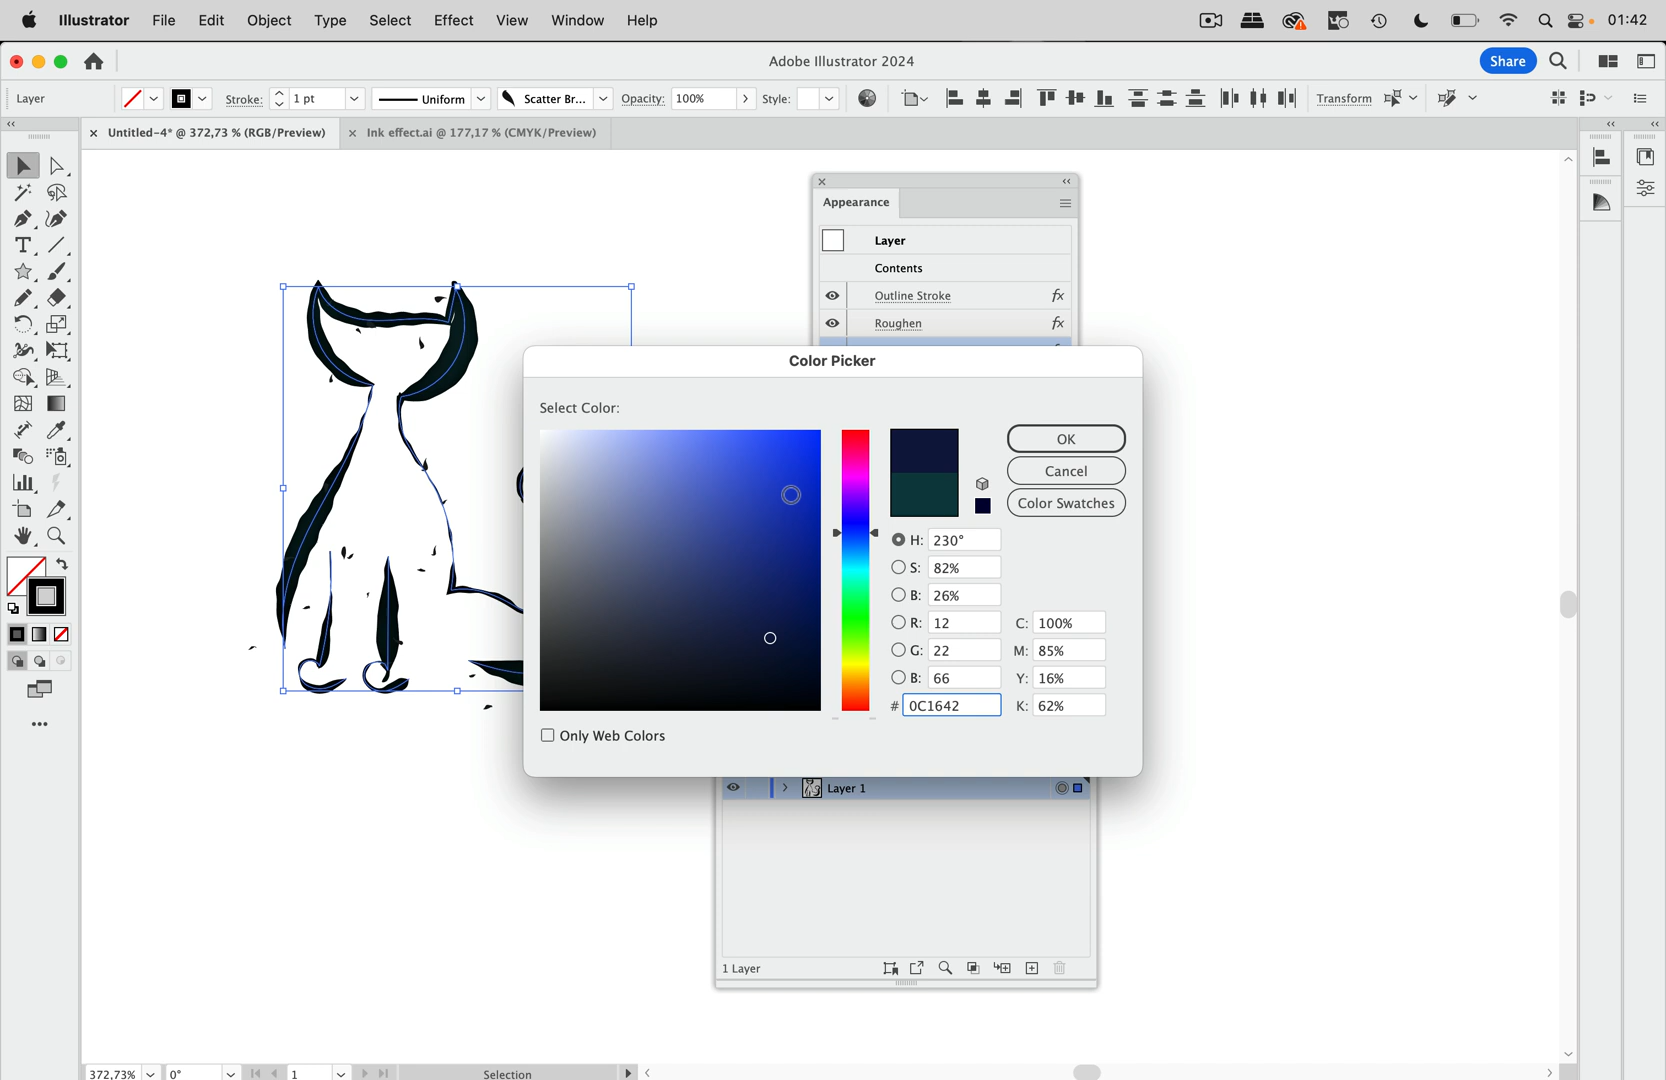 Illustrator File Edit Object Type Select Effect View Window Help 01:42
Adobe Illustrator 2024
Share
Layer Stroke: 1 pt Uniform Scatter Br... Opacity: 100% Style: Transform
Untitled-4* @ 372,73 % (RGB/Preview) Ink effect.ai @ 177,17 % (CMYK/Preview)
Appearance
Layer
Contents
Outline Stroke fx
Roughen fx
Color Picker
Select Color:
OK
Cancel
Color Swatches
H: 230°
S: 82%
B: 26%
R: 12 C: 100%
G: 22 M: 85%
B: 66 Y: 16%
# 0C1642 K: 62%
Only Web Colors
Layer 1
1 Layer
372,73% 0° 1 Selection